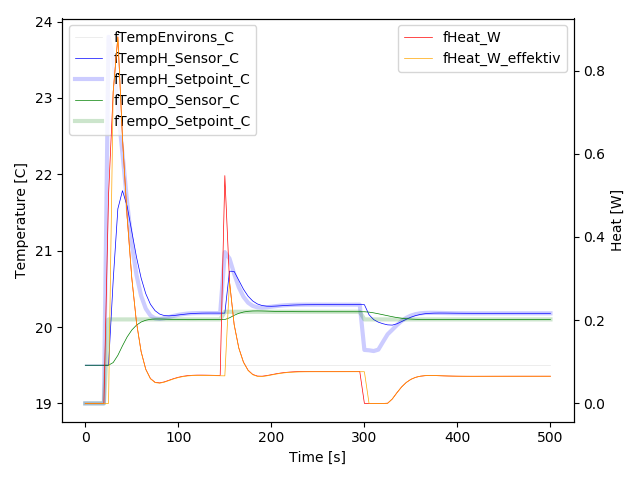 24
23
22
21
20
19
Temperature [C]
fTempEnvirons_C
fTempH_Sensor_C
fTempH_Setpoint_C
fTempO_Sensor_C
fTempO_Setpoint_C
fHeat_W
fHeat_W_effektiv
0.8
0.6
0.4
0.2
0.0
Heat [W]
0 100 200 300 400 500
Time [s]